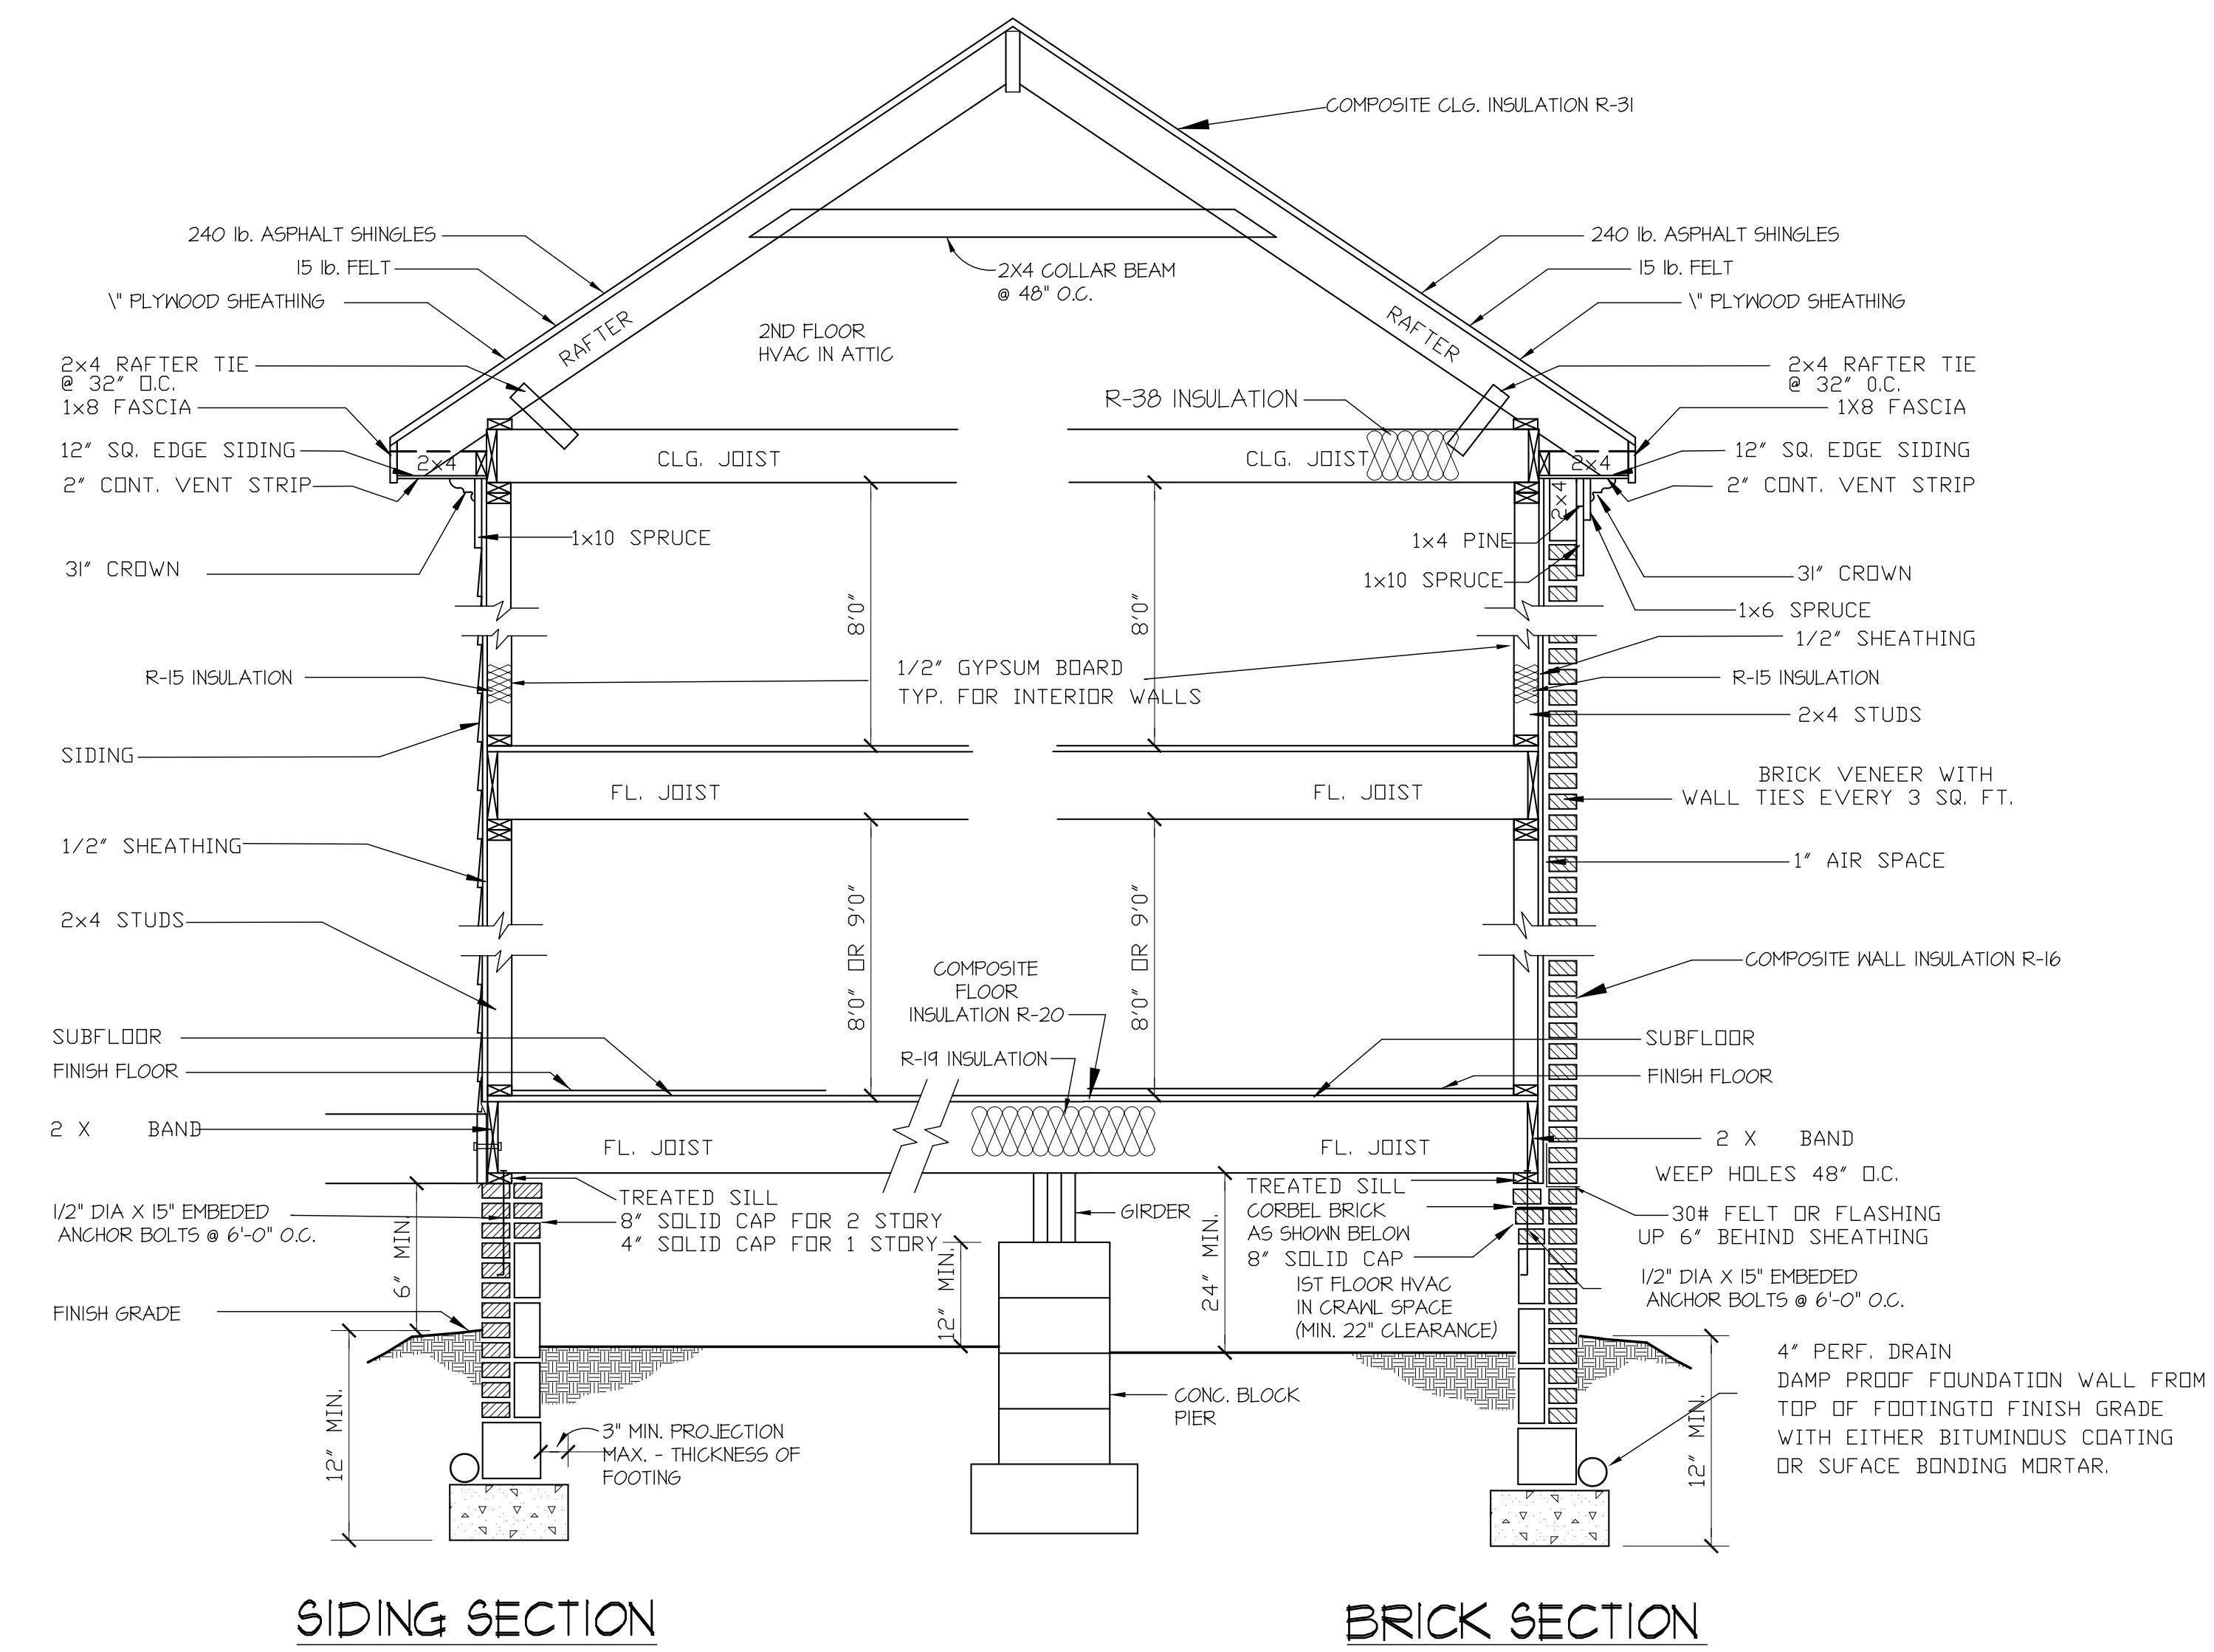 COMPOSITE CLG. INSULATION R-31
240 lb. ASPHALT SHINGLES
15 lb. FELT
\" PLYWOOD SHEATHING
2x4 RAFTER TIE
@ 32" O.C.
1x8 FASCIA
12" SQ. EDGE SIDING
2" CONT. VENT STRIP
31" CROWN
R-15 INSULATION
SIDING
1/2" SHEATHING
2x4 STUDS
SUBFLOOR
FINISH FLOOR
2 X BAND
1/2" DIA X 15" EMBEDED
ANCHOR BOLTS @ 6'-0" O.C.
FINISH GRADE
6" MIN.
12" MIN.
RAFTER
2x4
1x10 SPRUCE
2X4 COLLAR BEAM
@ 48" O.C.
2ND FLOOR
HVAC IN ATTIC
R-38 INSULATION
CLG. JOIST
CLG. JOIST
8'0"
8'0"
1/2" GYPSUM BOARD
TYP. FOR INTERIOR WALLS
FL. JOIST
FL. JOIST
8'0" OR 9'0"
8'0" OR 9'0"
COMPOSITE
FLOOR
INSULATION R-20
R-19 INSULATION
FL. JOIST
FL. JOIST
TREATED SILL
8" SOLID CAP FOR 2 STORY
4" SOLID CAP FOR 1 STORY
12" MIN.
GIRDER
24" MIN.
TREATED SILL
CORBEL BRICK
AS SHOWN BELOW
8" SOLID CAP
1ST FLOOR HVAC
IN CRAWL SPACE
(MIN. 22" CLEARANCE)
CONC. BLOCK
PIER
3" MIN. PROJECTION
MAX. - THICKNESS OF
FOOTING
RAFTER
240 lb. ASPHALT SHINGLES
15 lb. FELT
\" PLYWOOD SHEATHING
2x4 RAFTER TIE
@ 32" O.C.
1X8 FASCIA
12" SQ. EDGE SIDING
2" CONT. VENT STRIP
2x4
2x4
1x4 PINE
1x10 SPRUCE
31" CROWN
1x6 SPRUCE
1/2" SHEATHING
R-15 INSULATION
2x4 STUDS
BRICK VENEER WITH
WALL TIES EVERY 3 SQ. FT.
1" AIR SPACE
COMPOSITE WALL INSULATION R-16
SUBFLOOR
FINISH FLOOR
2 X BAND
WEEP HOLES 48" O.C.
30# FELT OR FLASHING
UP 6" BEHIND SHEATHING
1/2" DIA X 15" EMBEDED
ANCHOR BOLTS @ 6'-0" O.C.
12" MIN.
4" PERF. DRAIN
DAMP PROOF FOUNDATION WALL FROM
TOP OF FOOTINGTO FINISH GRADE
WITH EITHER BITUMINOUS COATING
OR SUFACE BONDING MORTAR.
SIDING SECTION
BRICK SECTION